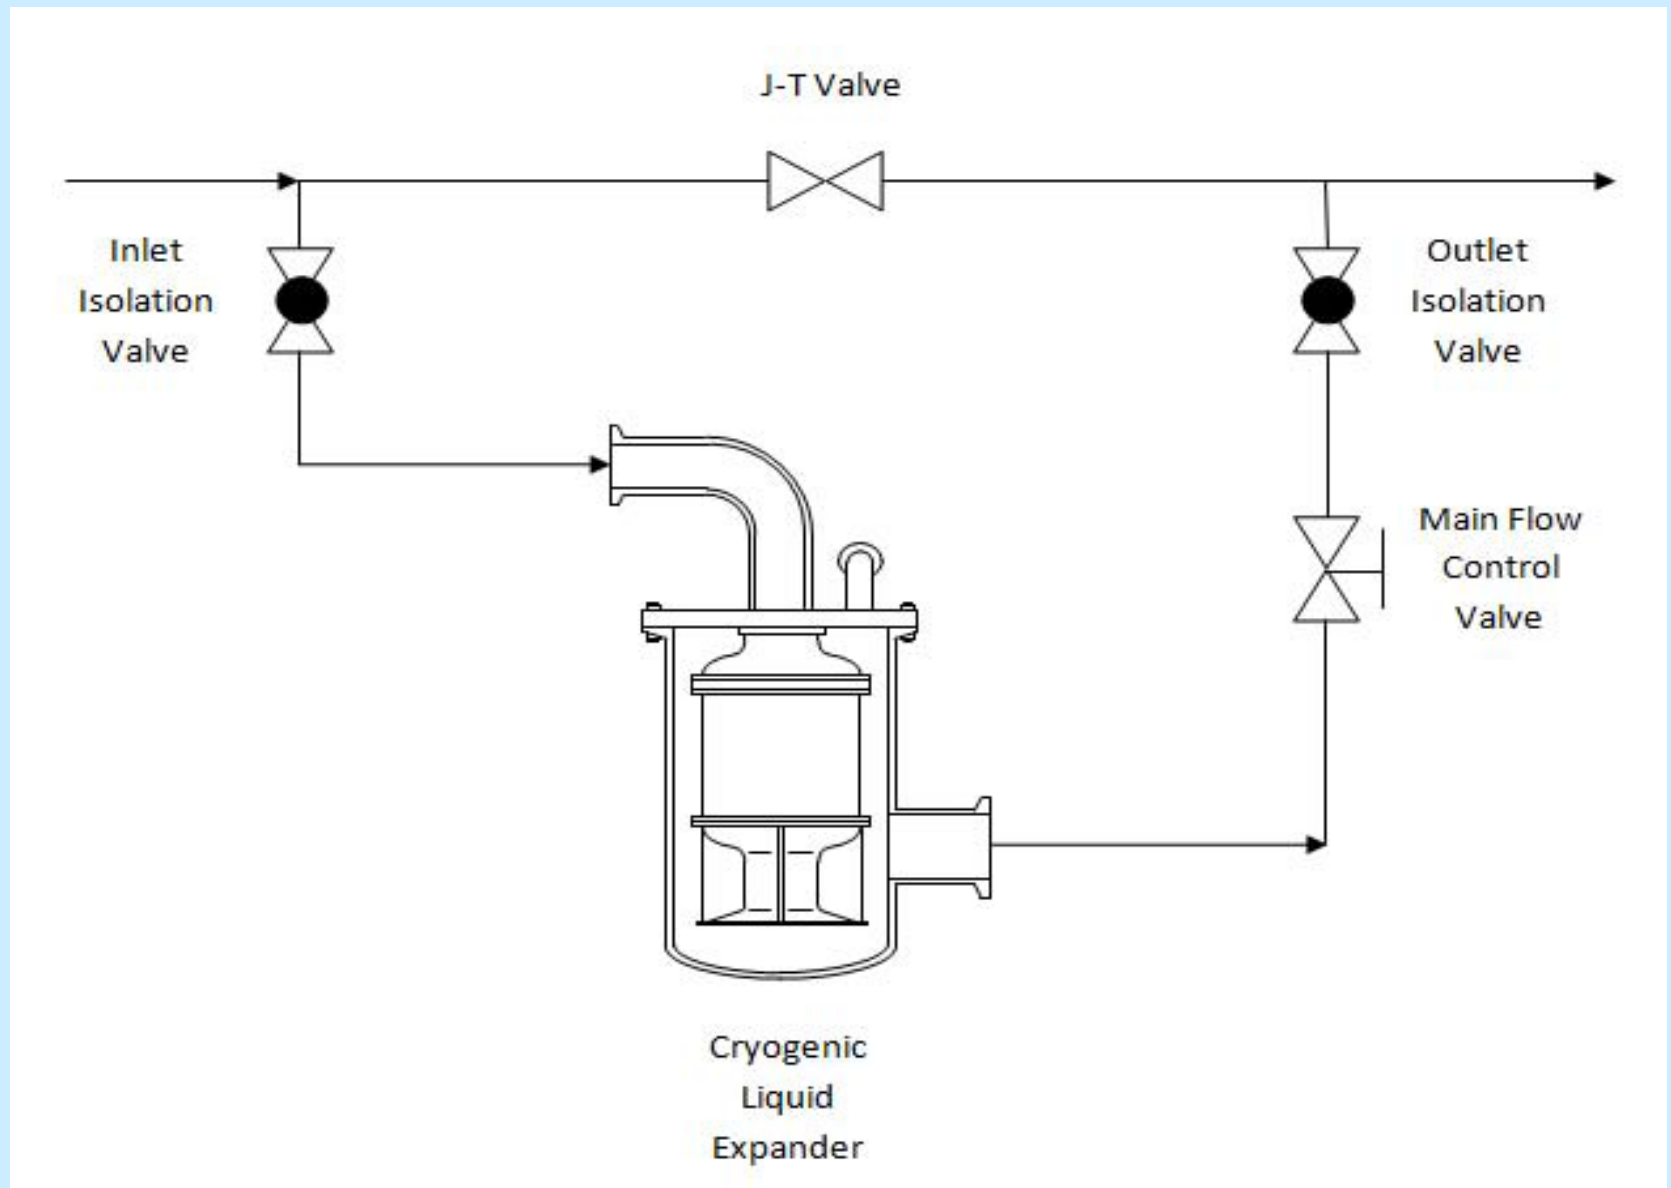 J-T Valve
Inlet
Isolation
Valve
Outlet
Isolation
Valve
Main Flow
Control
Valve
Cryogenic
Liquid
Expander